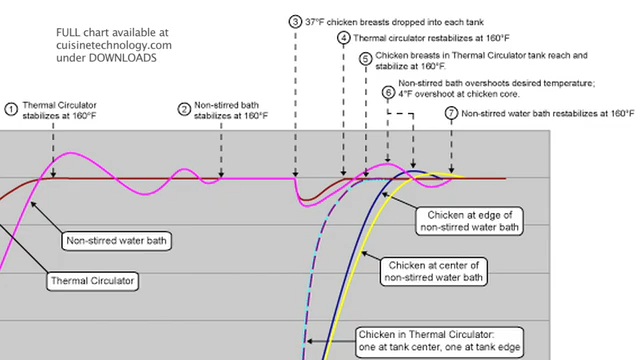 FULL chart available at
cuisinetechnology.com
under DOWNLOADS
3 37°F chicken breasts dropped into each tank
4 Thermal circulator restabilizes at 160°F
5 Chicken breasts in Thermal Circulator tank reach and
stabilize at 160°F.
6 Non-stirred bath overshoots desired temperature;
4°F overshoot at chicken core.
1 Thermal Circulator
stabilizes at 160°F
2 Non-stirred bath
stabilizes at 160°F
7 Non-stirred water bath restabilizes at 160°F
Chicken at edge of
non-stirred water bath
Non-stirred water bath
Chicken at center of
non-stirred water bath
Thermal Circulator
Chicken in Thermal Circulator:
one at tank center, one at tank edge